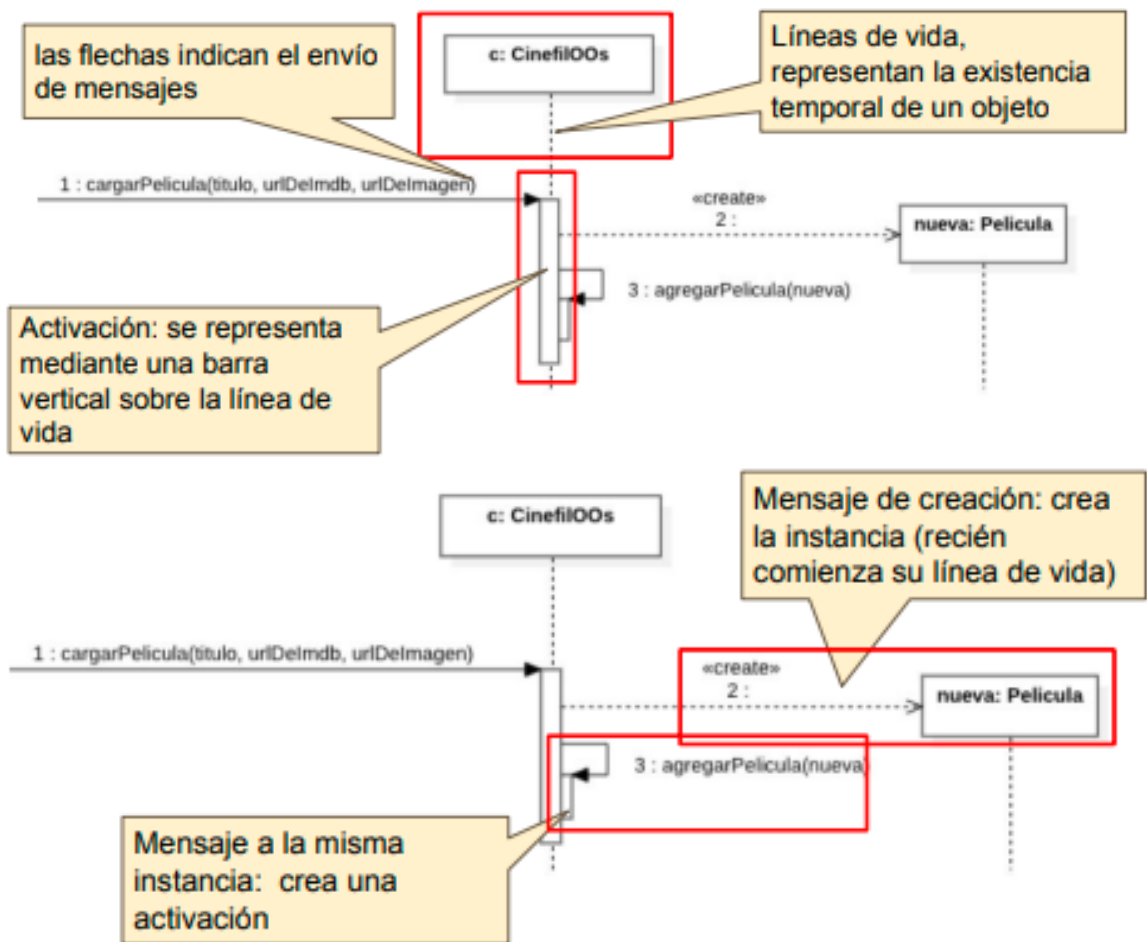 las flechas indican el envío
de mensajes
c: CinefilOOs
Líneas de vida,
representan la existencia
temporal de un objeto
1 : cargarPelicula(titulo, urlDeImdb, urlDeImagen)
«create»
2 :
nueva: Pelicula
3 : agregarPelicula(nueva)
Activación: se representa
mediante una barra
vertical sobre la línea de
vida
c: CinefilOOs
Mensaje de creación: crea
la instancia (recién
comienza su línea de vida)
1 : cargarPelicula(titulo, urlDeImdb, urlDeImagen)
«create»
2 :
nueva: Pelicula
3 : agregarPelicula(nueva)
Mensaje a la misma
instancia: crea una
activación